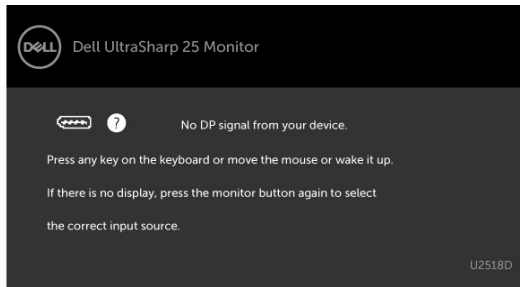 DELL Dell UltraSharp 25 Monitor
? No DP signal from your device.
Press any key on the keyboard or move the mouse or wake it up.
If there is no display, press the monitor button again to select
the correct input source.
U2518D